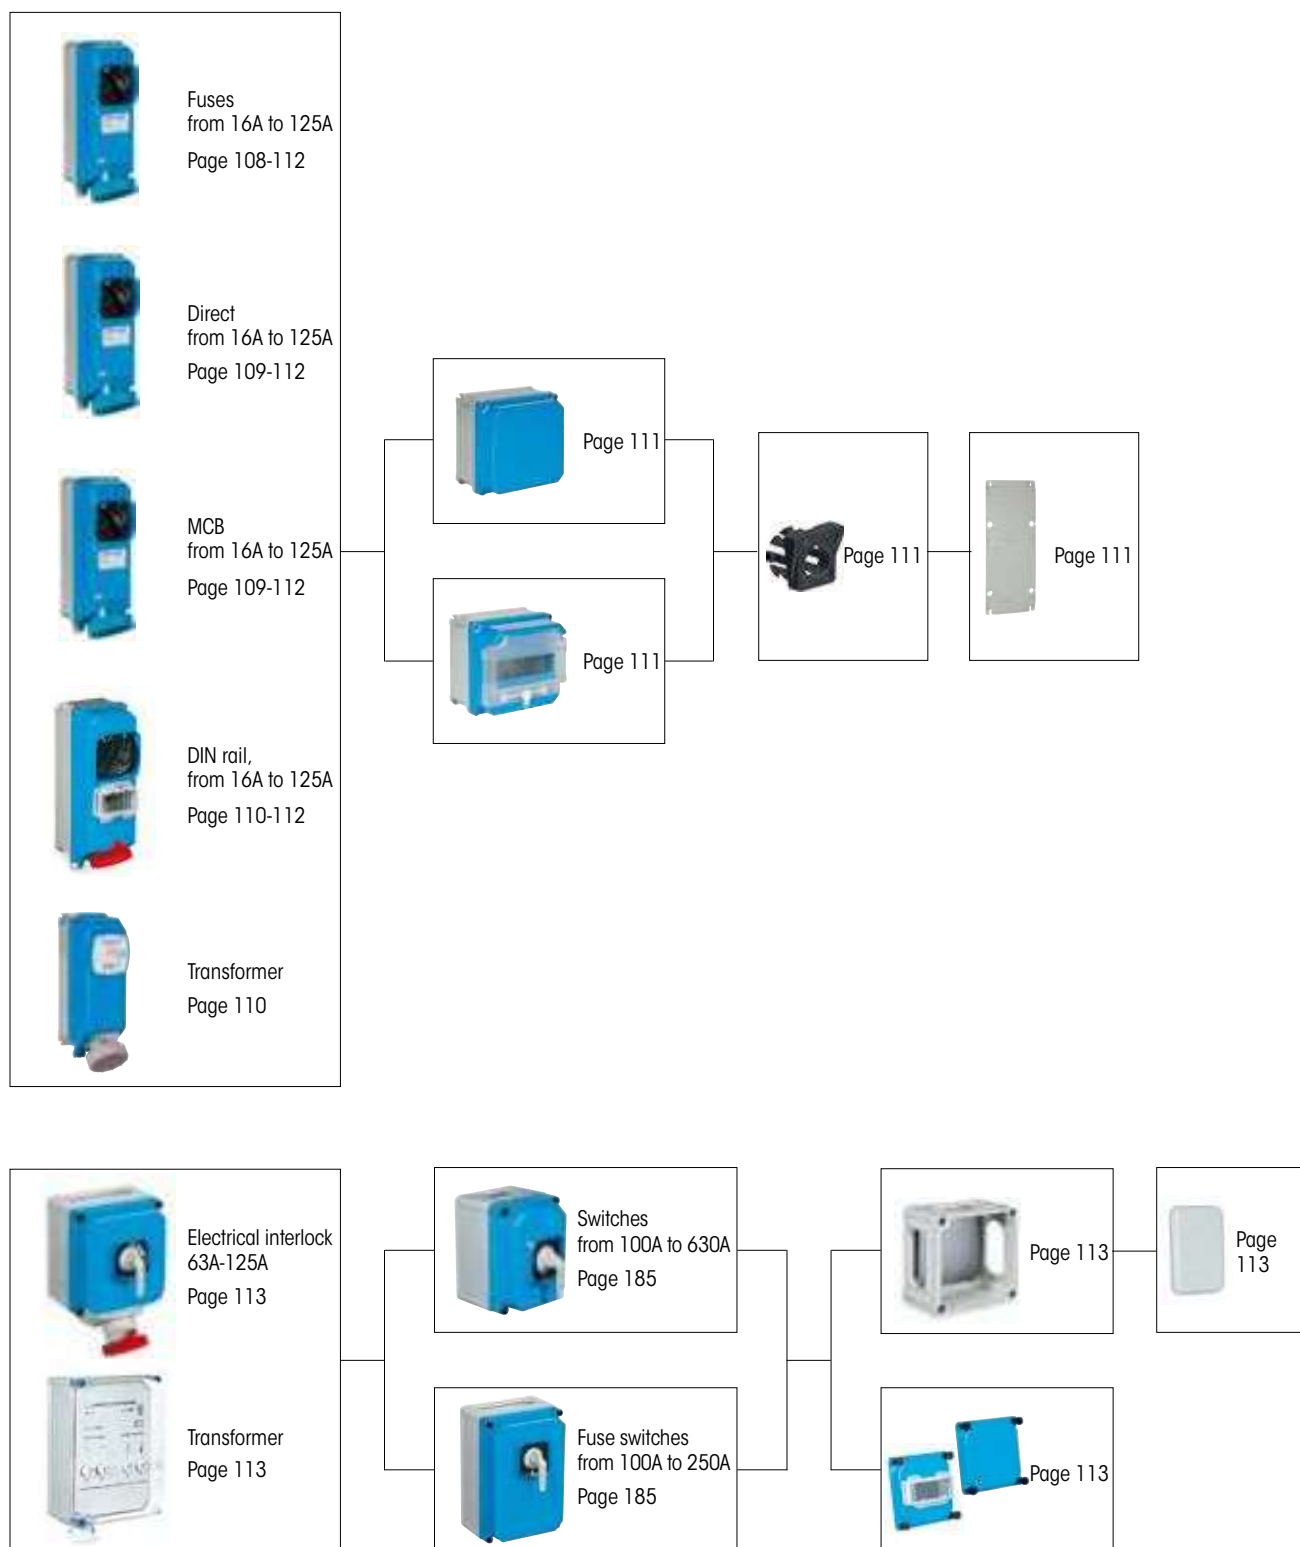 Fuses
from 16A to 125A
Page 108-112
Direct
from 16A to 125A
Page 109-112
MCB
from 16A to 125A
Page 109-112
DIN rail,
from 16A to 125A
Page 110-112
Transformer
Page 110
Page 111
Page 111
Page 111
Page 111
Electrical interlock
63A-125A
Page 113
Transformer
Page 113
Switches
from 100A to 630A
Page 185
Fuse switches
from 100A to 250A
Page 185
Page 113
Page
113
Page 113